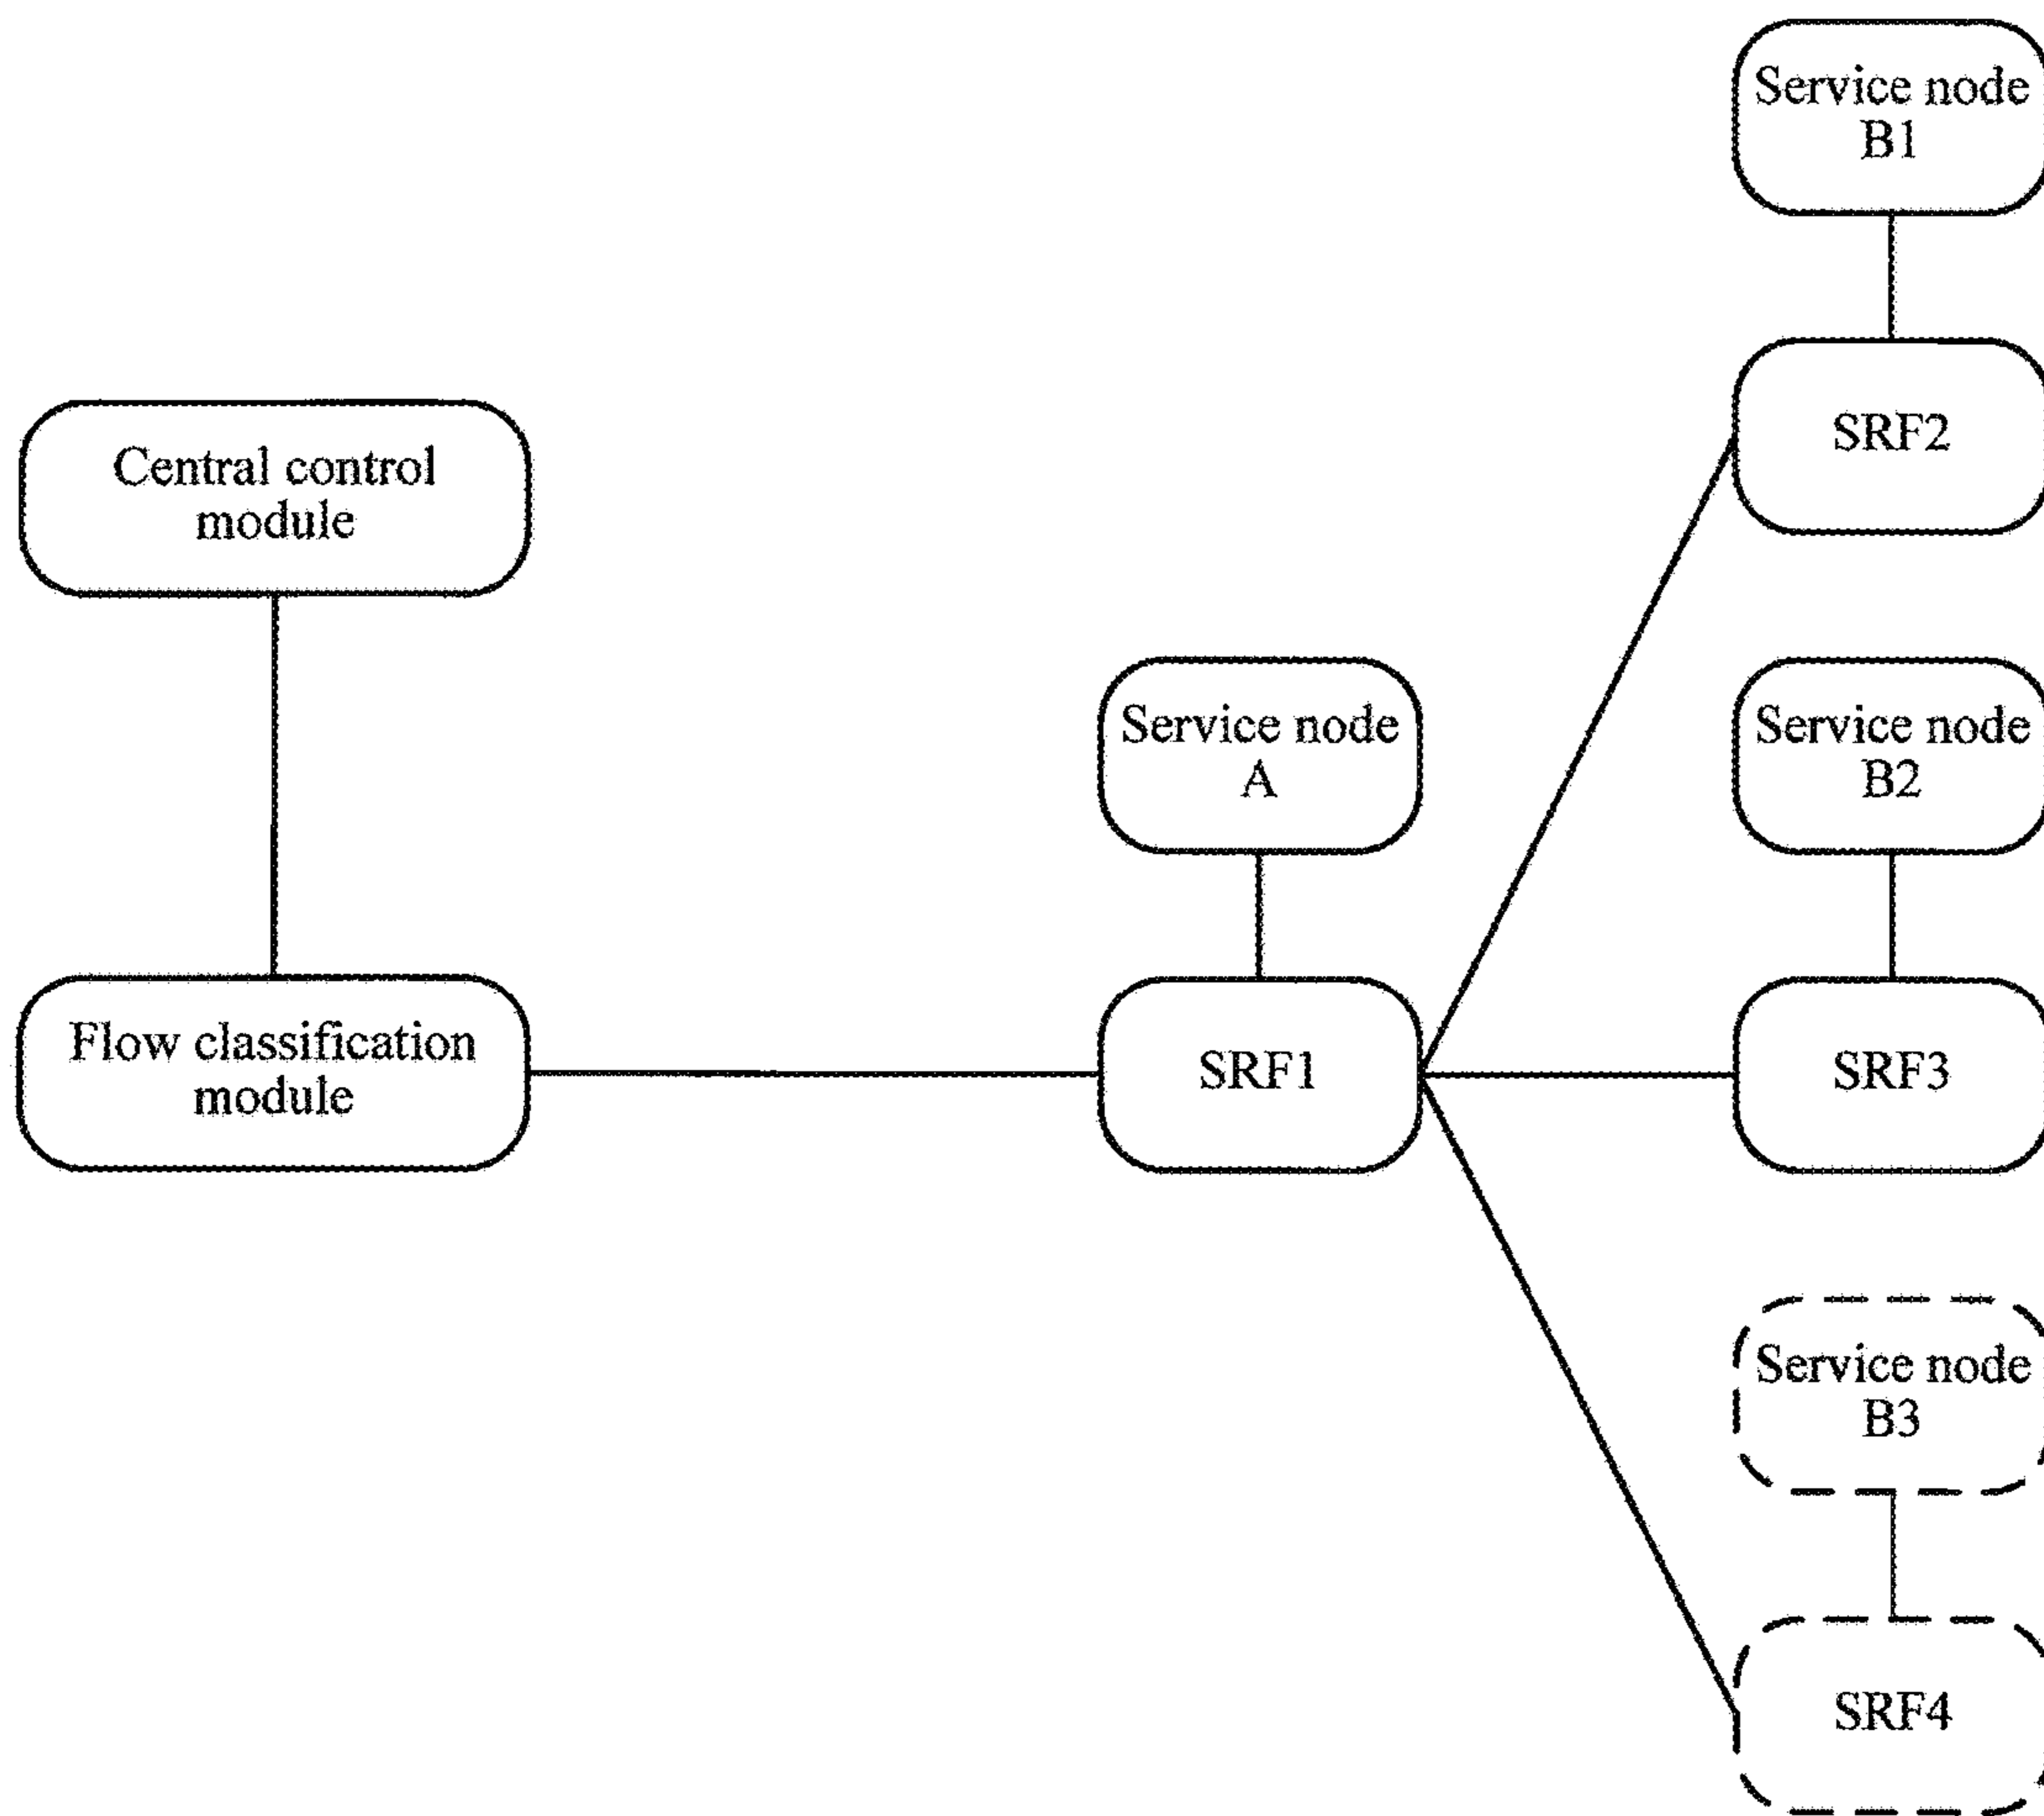 Service node
B1
SRF2
Central control
module
Service node
A
Service node
B2
Flow classification
module
SRF1
SRF3
Service node
B3
SRF4